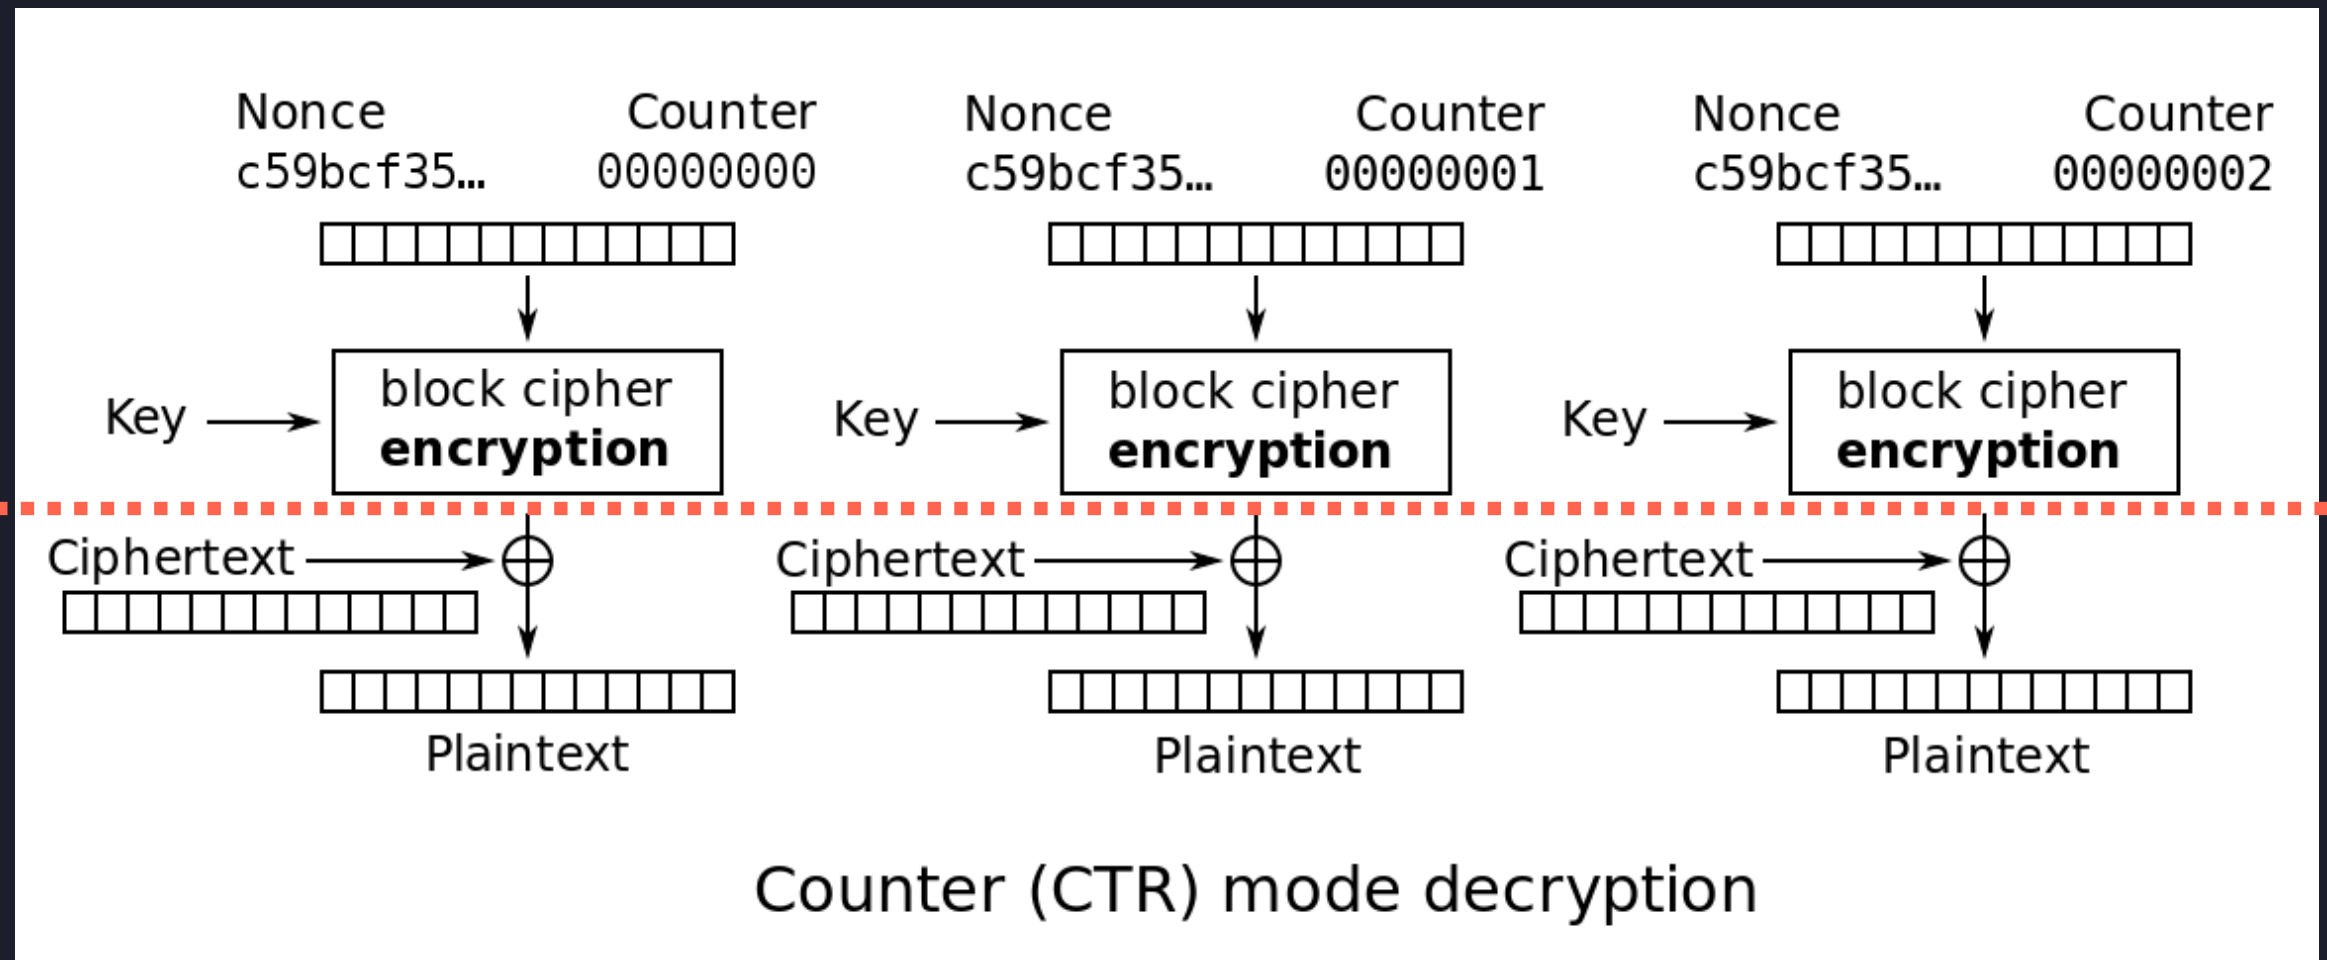 Nonce Counter Nonce Counter Nonce Counter
c59bcf35… 00000000 c59bcf35… 00000001 c59bcf35… 00000002
block cipher block cipher block cipher
Key encryption Key encryption Key encryption
Ciphertext Ciphertext Ciphertext
Plaintext Plaintext Plaintext
Counter (CTR) mode decryption